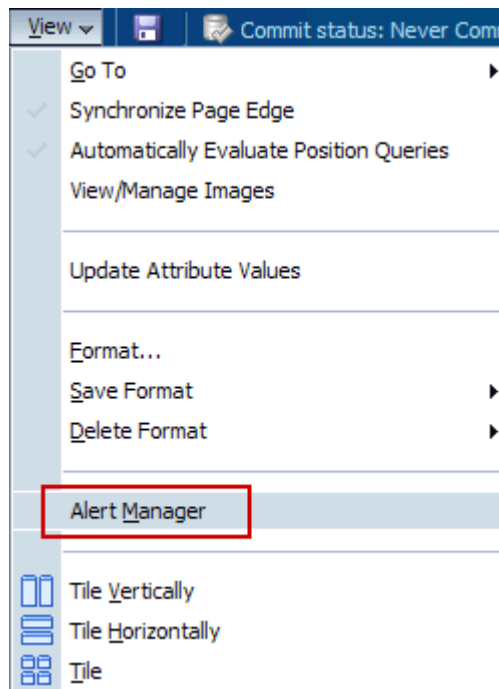 View Commit status: Never Com
Go To
Synchronize Page Edge
Automatically Evaluate Position Queries
View/Manage Images
Update Attribute Values
Format...
Save Format
Delete Format
Alert Manager
Tile Vertically
Tile Horizontally
Tile